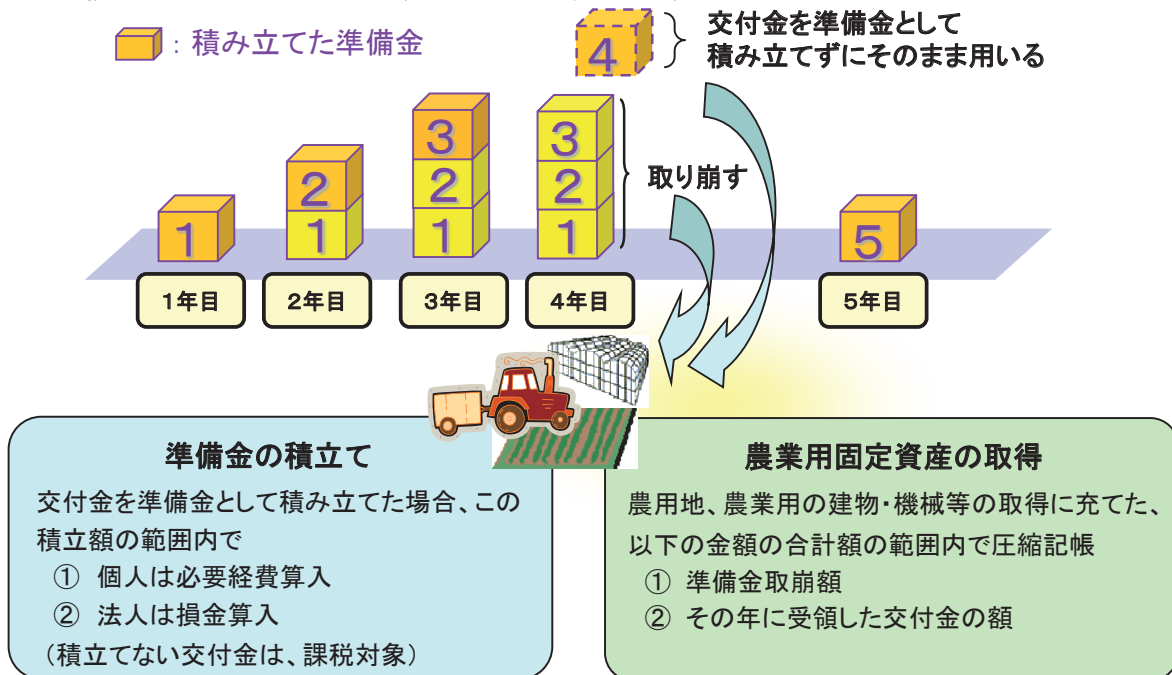 ：積み立てた準備金
4
交付金を準備金として
積み立てずにそのまま用いる
1
2
1
3
2
1
3
2
1
取り崩す
5
1年目
2年目
3年目
4年目
5年目
準備金の積立て
交付金を準備金として積み立てた場合、この
積立額の範囲内で
① 個人は必要経費算入
② 法人は損金算入
（積立てない交付金は、課税対象）
農業用固定資産の取得
農用地、農業用の建物・機械等の取得に充てた、
以下の金額の合計額の範囲内で圧縮記帳
① 準備金取崩額
② その年に受領した交付金の額